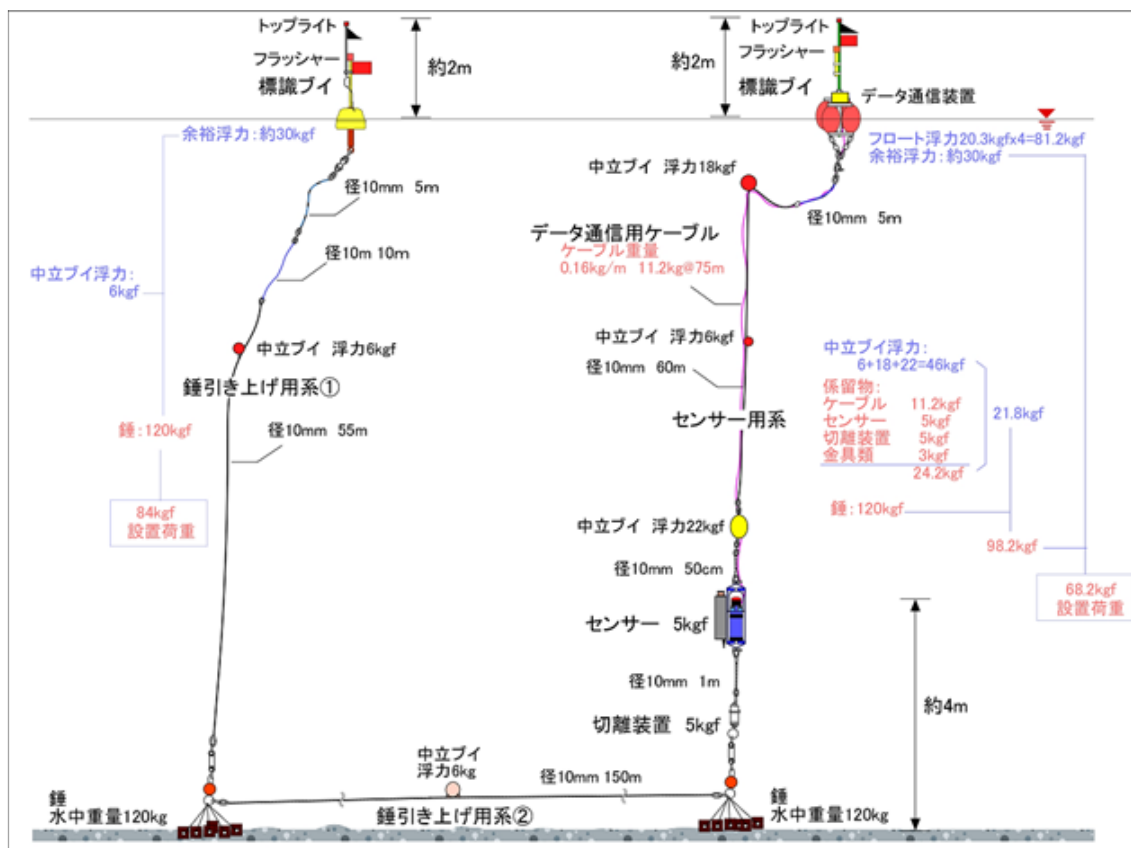 トップライト
フラッシャー
標識ブイ
約2m
余裕浮力:約30kgf
径10mm 5m
径10m 10m
中立ブイ浮力:
6kgf
中立ブイ 浮力6kgf
錘引き上げ用系①
錘:120kgf
径10mm 55m
84kgf
設置荷重
錘
水中重量120kg
中立ブイ
浮力6kg
径10mm 150m
錘引き上げ用系②
トップライト
フラッシャー
標識ブイ
約2m
データ通信装置
フロート浮力20.3kgfx4=81.2kgf
余裕浮力:約30kgf
中立ブイ 浮力18kgf
径10mm 5m
データ通信用ケーブル
ケーブル重量
0.16kg/m 11.2kg@75m
中立ブイ 浮力6kgf
径10mm 60m
センサー用系
中立ブイ浮力:
6+18+22=46kgf
係留物:
ケーブル 11.2kgf
センサー 5kgf
切離装置 5kgf
金具類 3kgf
24.2kgf
21.8kgf
錘:120kgf
98.2kgf
68.2kgf
設置荷重
中立ブイ 浮力22kgf
径10mm 50cm
センサー 5kgf
径10mm 1m
切離装置 5kgf
約4m
錘
水中重量120kg